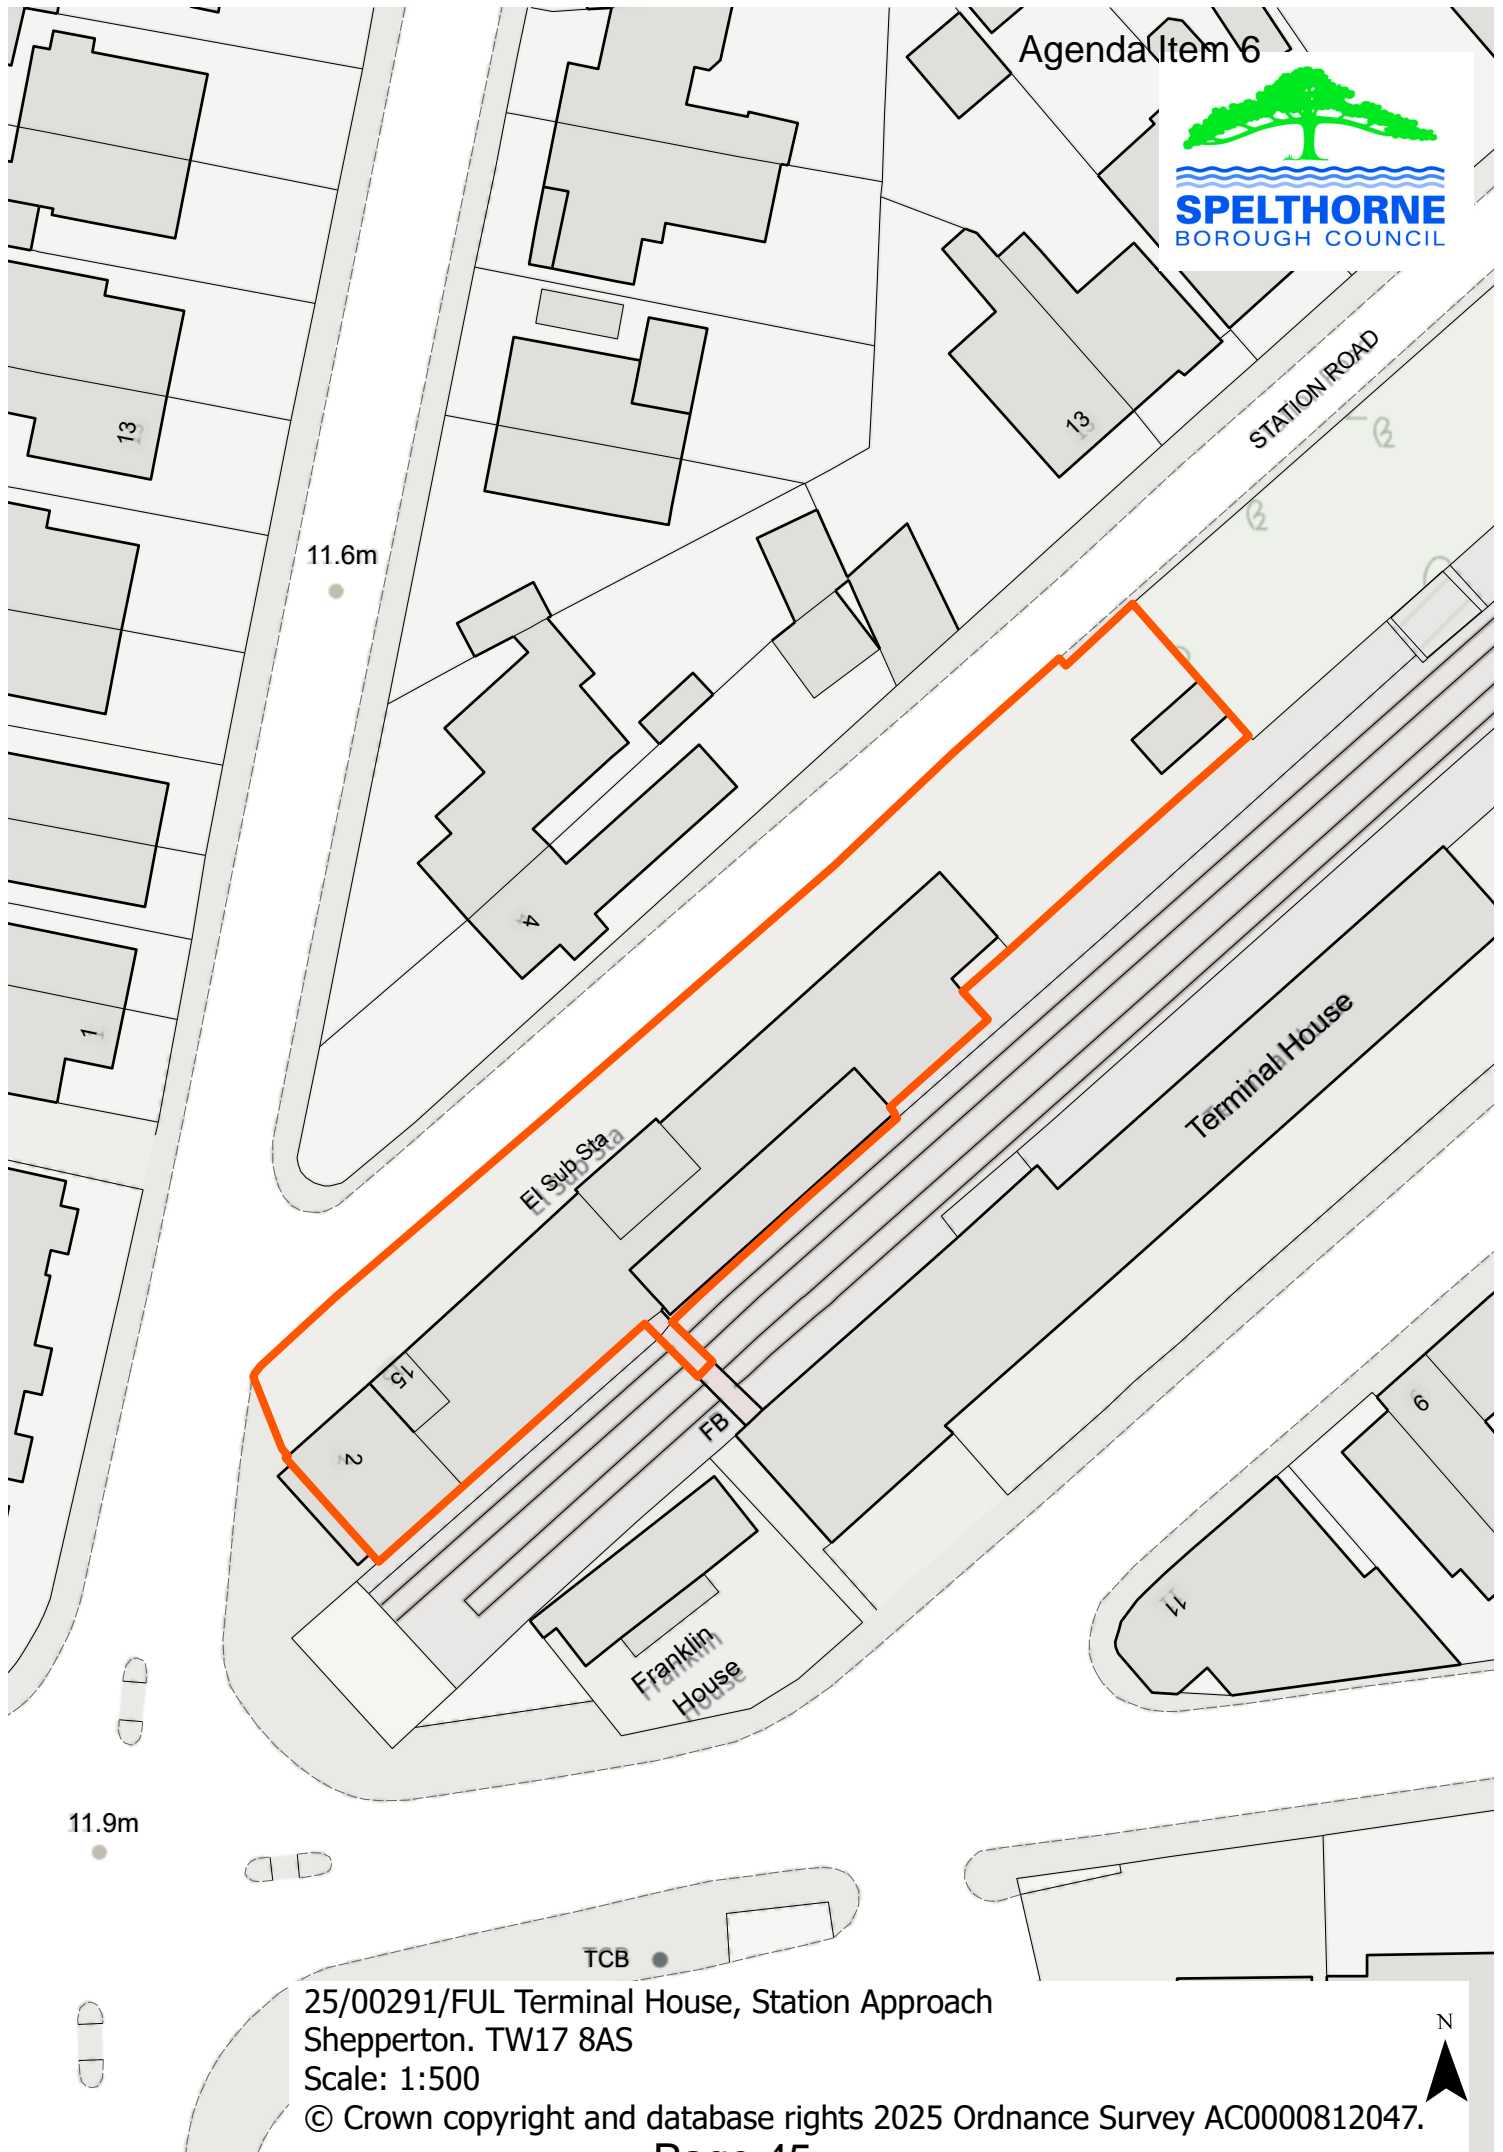 Agenda Item 6
SPELTHORNE
BOROUGH COUNCIL
STATION ROAD
13
13
11.6m
4
1
El Sub Sta
Terminal House
15
2
FB
9
11
Franklin
House
11.9m
TCB
25/00291/FUL Terminal House, Station Approach
Shepperton. TW17 8AS
Scale: 1:500
© Crown copyright and database rights 2025 Ordnance Survey AC0000812047.
N
Page 45